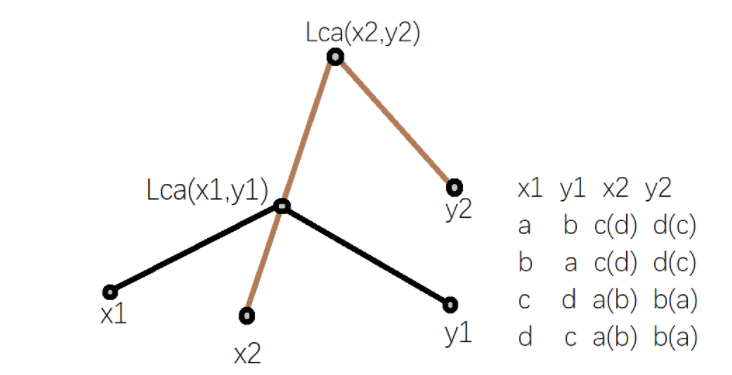 Lca(x2,y2)
Lca(x1,y1)
y2
x1
x2
y1
x1 y1 x2 y2
a b c(d) d(c)
b a c(d) d(c)
c d a(b) b(a)
d c a(b) b(a)